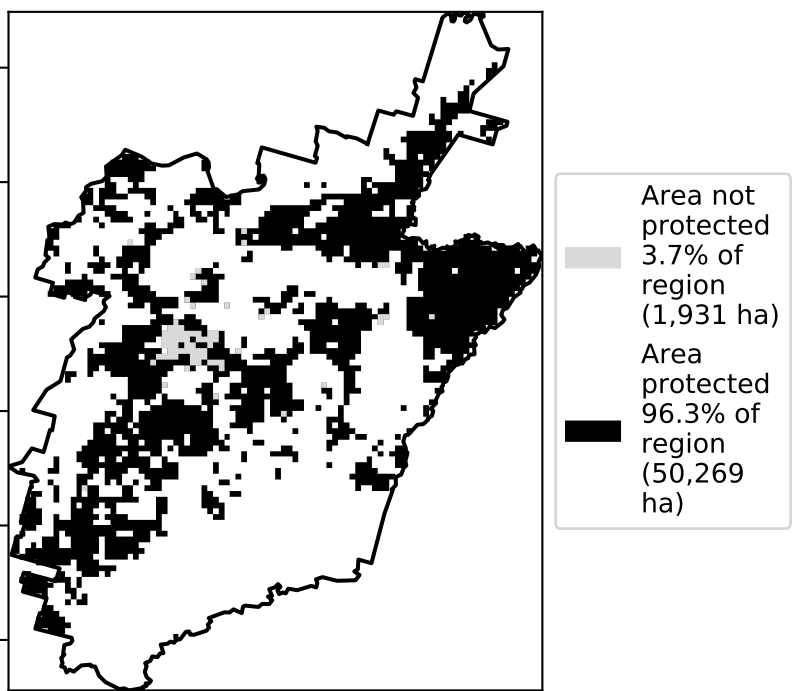 Area not
protected
3.7% of
region
(1,931 ha)
Area
protected
96.3% of
region
(50,269
ha)